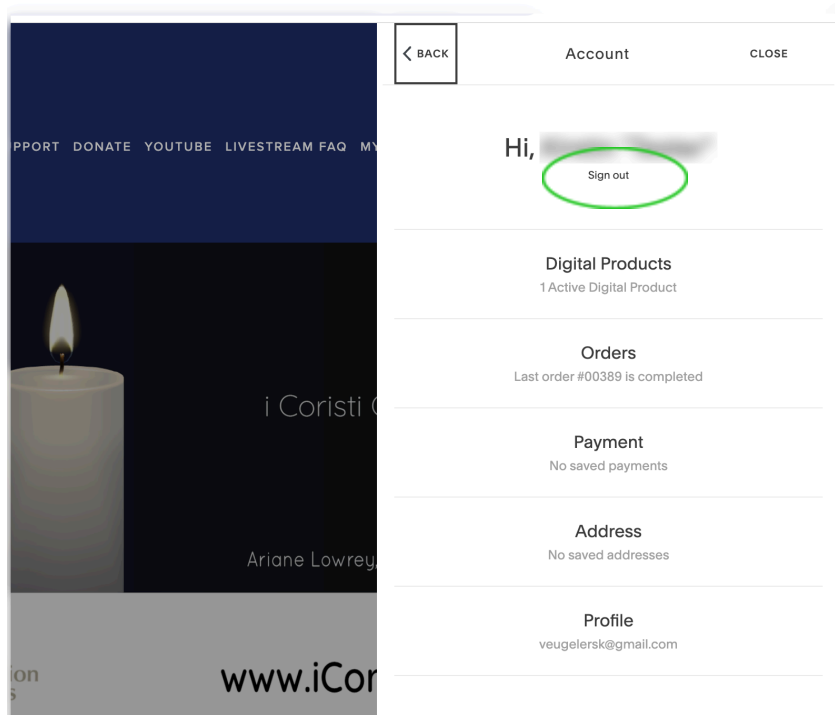 BACK
Account
CLOSE
PPORT DONATE YOUTUBE LIVESTREAM FAQ MY
Hi,
Sign out
Digital Products
1 Active Digital Product
Orders
Last order #00389 is completed
i Coristi
Payment
No saved payments
Address
No saved addresses
Ariane Lowrey,
Profile
veugelersk@gmail.com
ion
s
www.iCor